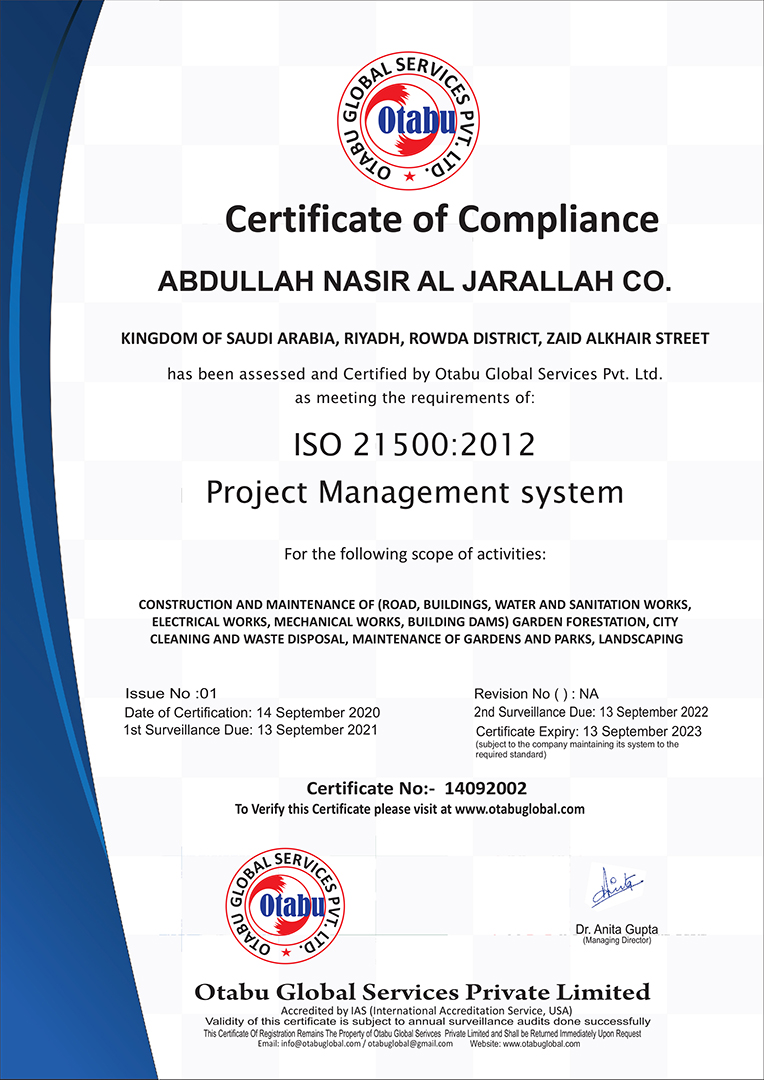 OTABU GLOBAL SERVICES PVT. LTD.
Otabu
Certificate of Compliance
ABDULLAH NASIR AL JARALLAH CO.
KINGDOM OF SAUDI ARABIA, RIYADH, ROWDA DISTRICT, ZAID ALKHAIR STREET
has been assessed and Certified by Otabu Global Services Pvt. Ltd.
as meeting the requirements of:
ISO 21500:2012
Project Management system
For the following scope of activities:
CONSTRUCTION AND MAINTENANCE OF (ROAD, BUILDINGS, WATER AND SANITATION WORKS,
ELECTRICAL WORKS, MECHANICAL WORKS, BUILDING DAMS) GARDEN FORESTATION, CITY
CLEANING AND WASTE DISPOSAL, MAINTENANCE OF GARDENS AND PARKS, LANDSCAPING
Issue No :01
Date of Certification: 14 September 2020
1st Surveillance Due: 13 September 2021
Revision No ( ) : NA
2nd Surveillance Due: 13 September 2022
Certificate Expiry: 13 September 2023
(subject to the company maintaining its system to the
required standard)
Certificate No:- 14092002
To Verify this Certificate please visit at www.otabuglobal.com
OTABU GLOBAL SERVICES PVT. LTD.
Otabu
Anita
Dr. Anita Gupta
(Managing Director)
Otabu Global Services Private Limited
Accredited by IAS (International Accreditation Service, USA)
Validity of this certificate is subject to annual surveillance audits done successfully
This Certificate Of Registration Remains The Property of Otabu Global Serivces Private Limited and Shall be Returned Immediately Upon Request
Email: info@otabuglobal.com / otabuglobal@gmail.com Website: www.otabuglobal.com